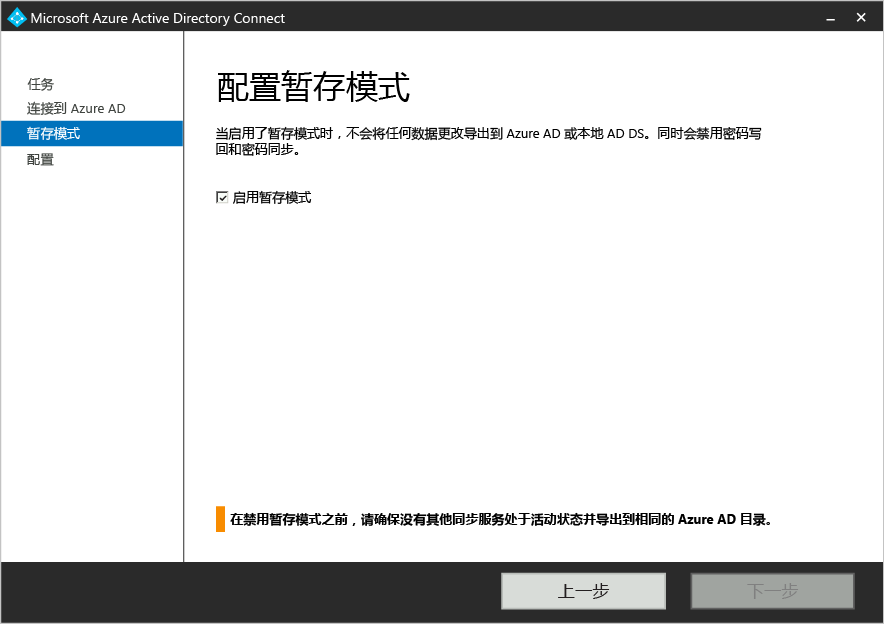 Microsoft Azure Active Directory Connect
任务
连接到 Azure AD
暂存模式
配置
配置暂存模式
当启用了暂存模式时，不会将任何数据更改导出到 Azure AD 或本地 AD DS。同时会禁用密码写
回和密码同步。
启用暂存模式
在禁用暂存模式之前，请确保没有其他同步服务处于活动状态并导出到相同的 Azure AD 目录。
上一步
下一步